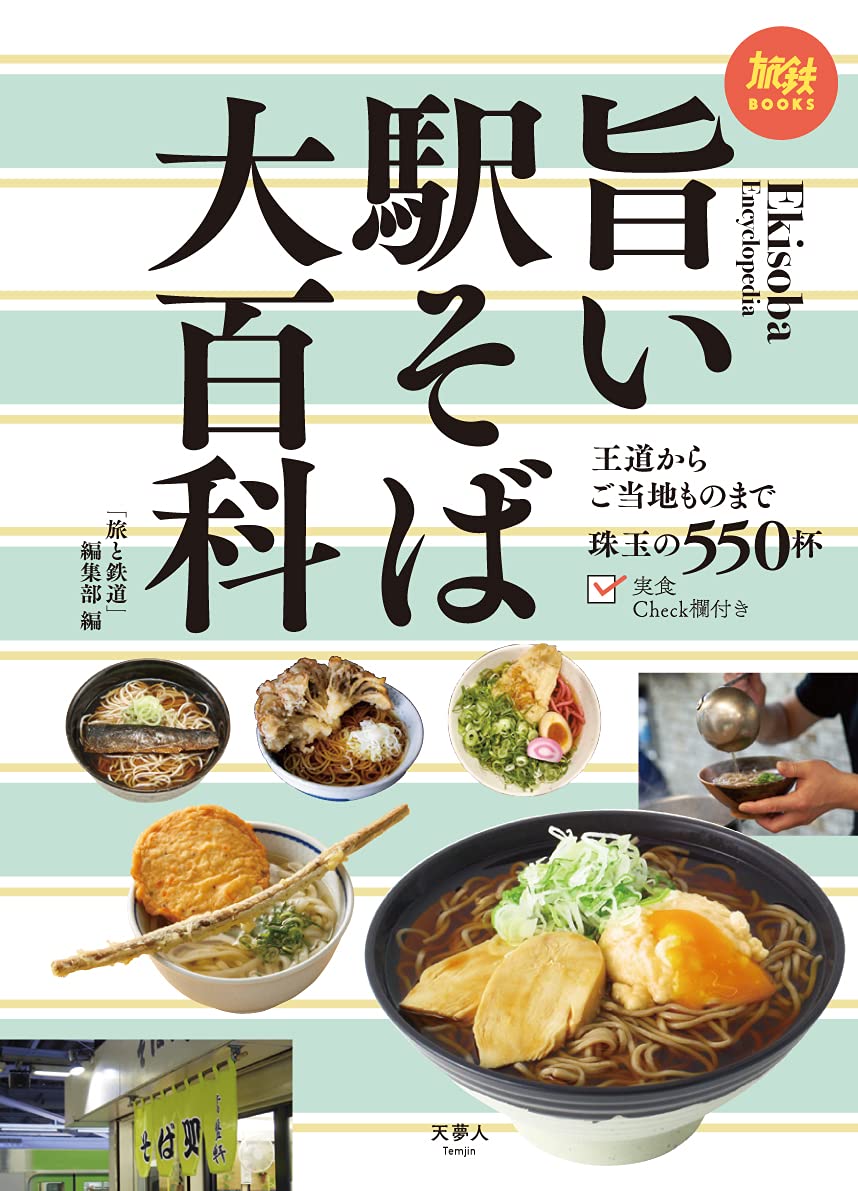 旅鉄
BOOKS
旨い
駅そば
大百科
Ekisoba
Encyclopedia
王道から
ご当地ものまで
珠玉の550杯
実食
Check欄付き
「旅と鉄道」
編集部 編
そば処
天夢人
Temjin